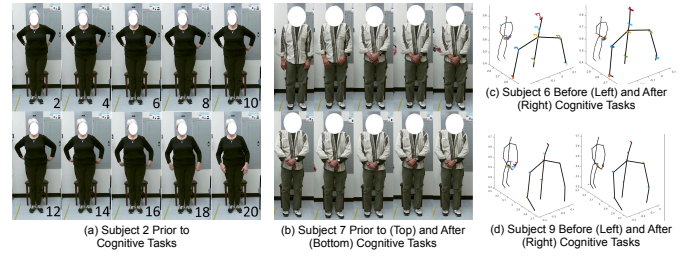 2 4 6 8 10
12 14 16 18 20
(a) Subject 2 Prior to
Cognitive Tasks
(b) Subject 7 Prior to (Top) and After
(Bottom) Cognitive Tasks
(c) Subject 6 Before (Left) and After
(Right) Cognitive Tasks
(d) Subject 9 Before (Left) and After
(Right) Cognitive Tasks